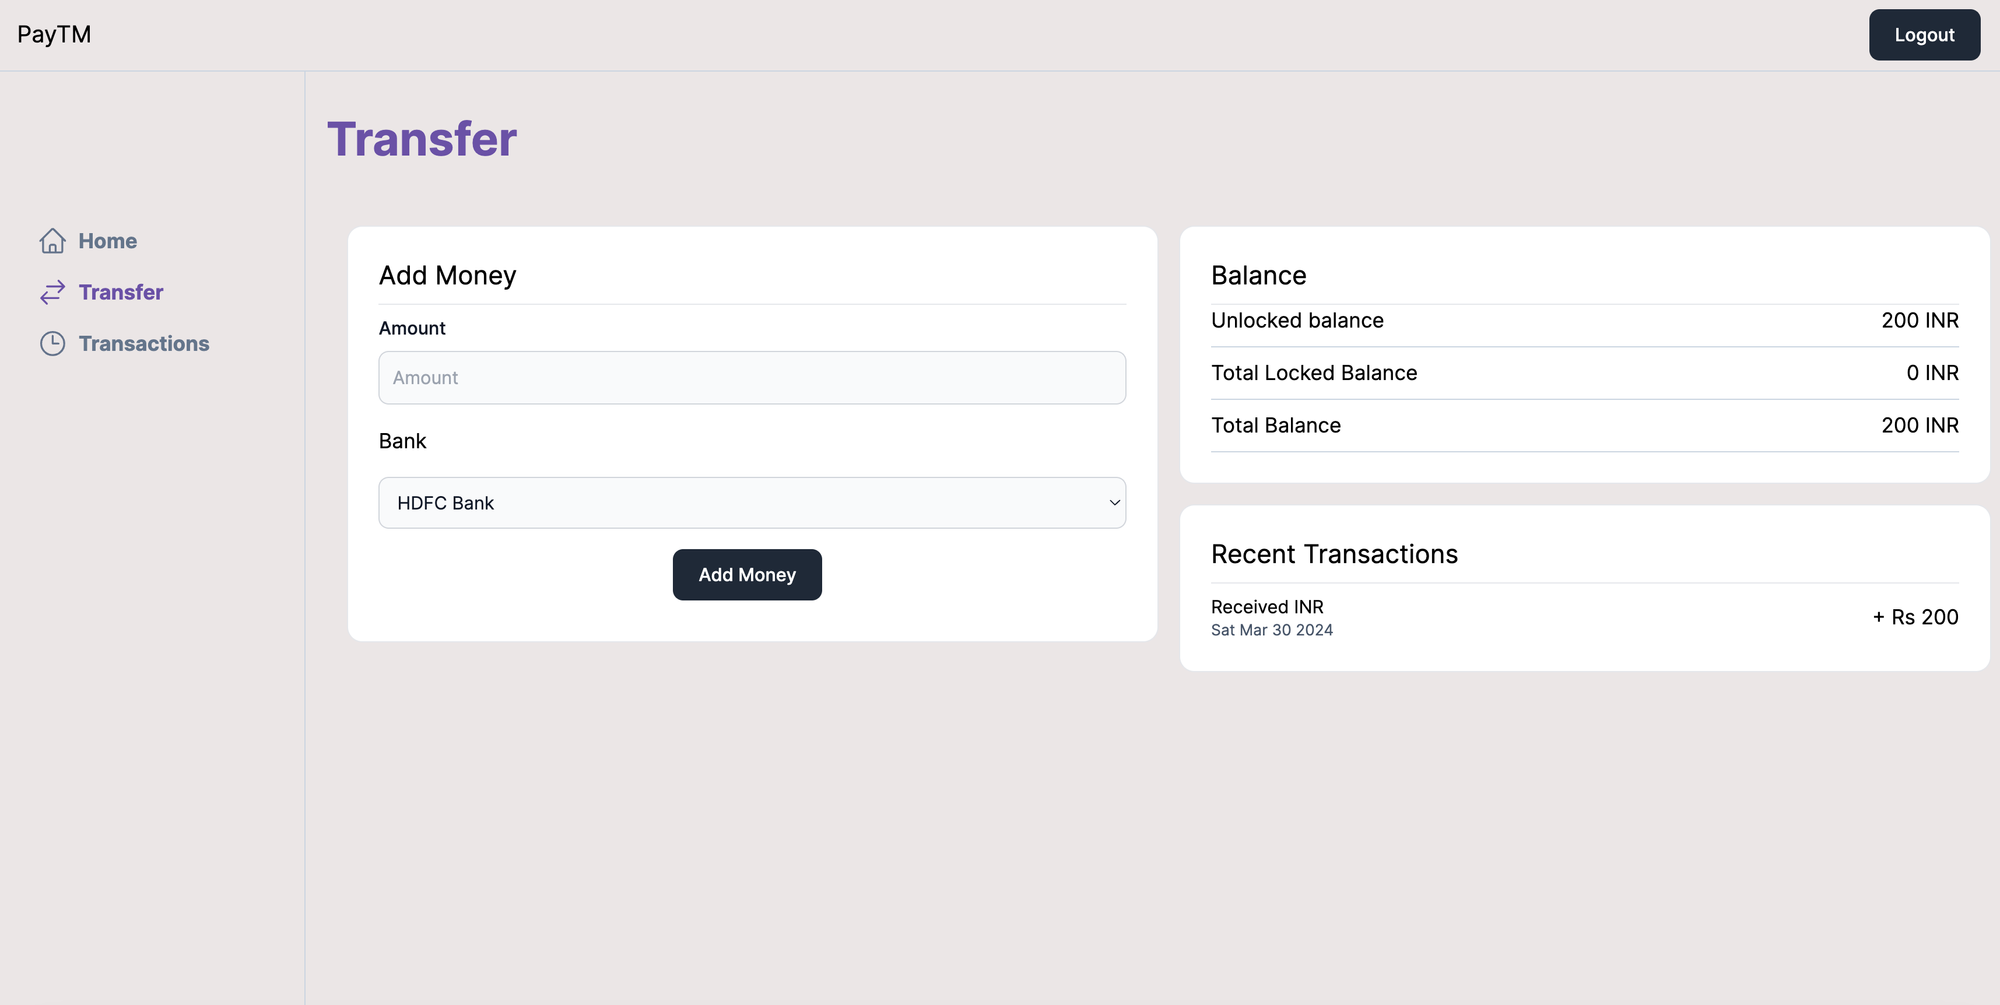 PayTM
Logout
Transfer
Home
Transfer
Transactions
Add Money
Amount
Amount
Bank
HDFC Bank
Add Money
Balance
Unlocked balance 200 INR
Total Locked Balance 0 INR
Total Balance 200 INR
Recent Transactions
Received INR
Sat Mar 30 2024
+ Rs 200